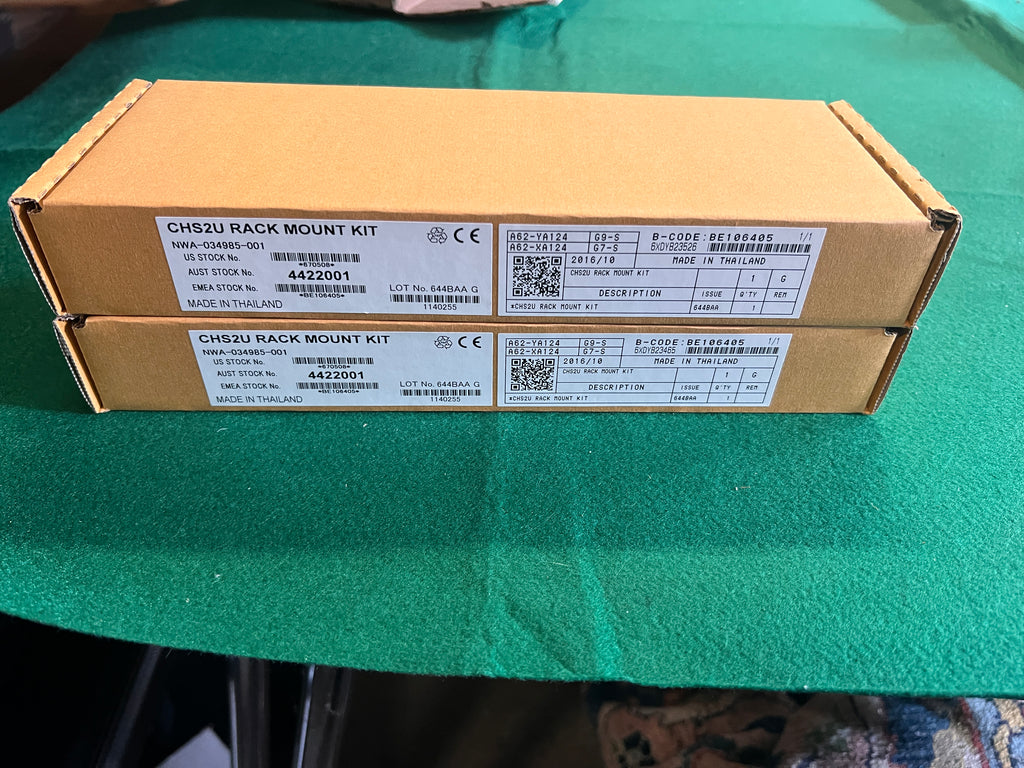 CHS2U RACK MOUNT KIT
NWA-034985-001
US STOCK No.
*670508*
AUST STOCK No.
4422001
EMEA STOCK No.
*BE106405*
LOT No. 644BAA G
MADE IN THAILAND
1140255
A62-YA124 G9-S B-CODE:BE106405 1/1
A62-XA124 G7-S 6XDYB23526
2016/10 MADE IN THAILAND
CHS2U RACK MOUNT KIT 1 G
DESCRIPTION ISSUE Q'TY REM
*CHS2U RACK MOUNT KIT 644BAA 1
CHS2U RACK MOUNT KIT
NWA-034985-001
US STOCK No.
*670508*
AUST STOCK No.
4422001
EMEA STOCK No.
*BE106405*
LOT No. 644BAA G
MADE IN THAILAND
1140255
A62-YA124 G9-S B-CODE:BE106405 1/1
A62-XA124 G7-S 6XDYB23465
2016/10 MADE IN THAILAND
CHS2U RACK MOUNT KIT 1 G
DESCRIPTION ISSUE Q'TY REM
*CHS2U RACK MOUNT KIT 644BAA 1